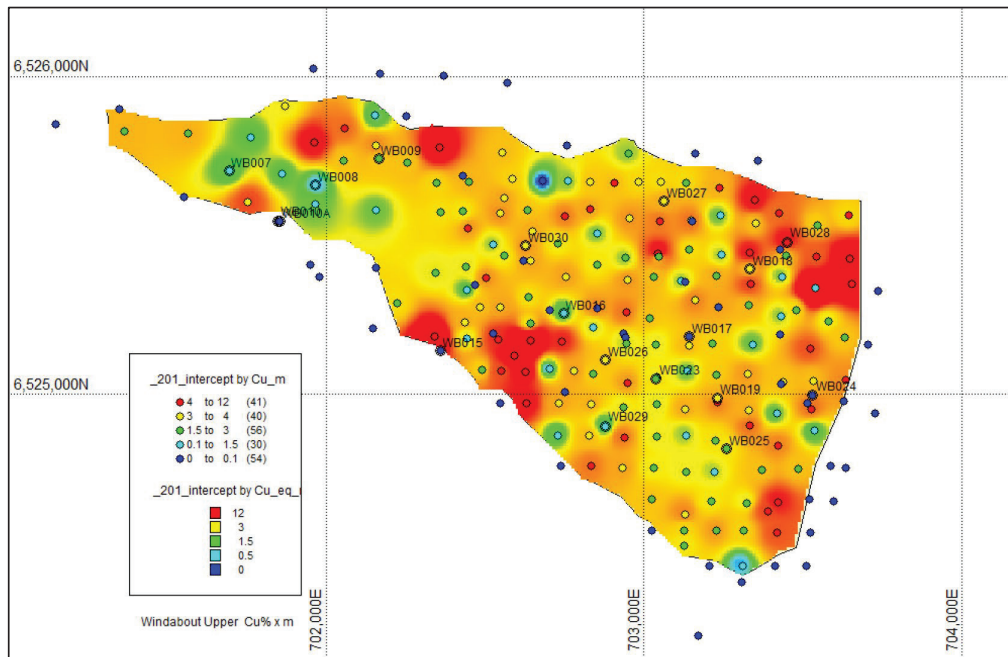 6,526,000N
WB009
WB007
WB008
WB027
WB010A
WB028
WB030
WB018
WB016
WB017
WB015
WB026
6,525,000N
WB023
WB019
WB024
WB029
WB025
_201_intercept by Cu_m
4 to 12 (41)
3 to 4 (40)
1.5 to 3 (56)
0.1 to 1.5 (30)
0 to 0.1 (54)
_201_intercept by Cu_eq_
12
3
1.5
0.5
0
Windabout Upper Cu% x m
702,000E
703,000E
704,000E